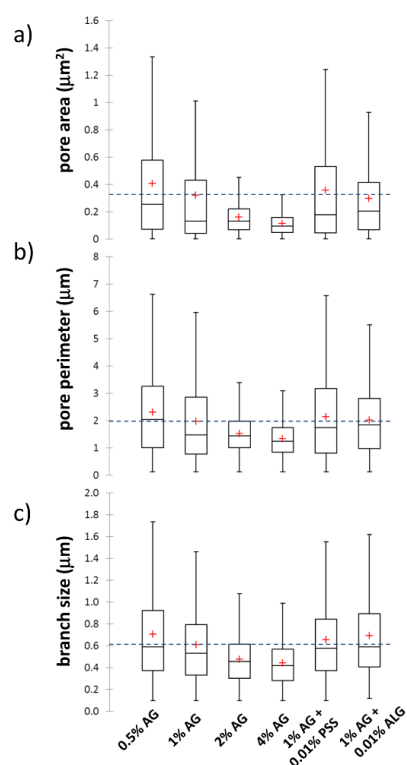 a)
pore area (μm²)
1.6
1.4
1.2
1
0.8
0.6
0.4
0.2
0
b)
pore perimeter (μm)
8
7
6
5
4
3
2
1
0
c)
branch size (μm)
2.0
1.8
1.6
1.4
1.2
1.0
0.8
0.6
0.4
0.2
0.0
0.5% AG
1% AG
2% AG
4% AG
1% AG +
0.01% PSS
1% AG +
0.01% ALG